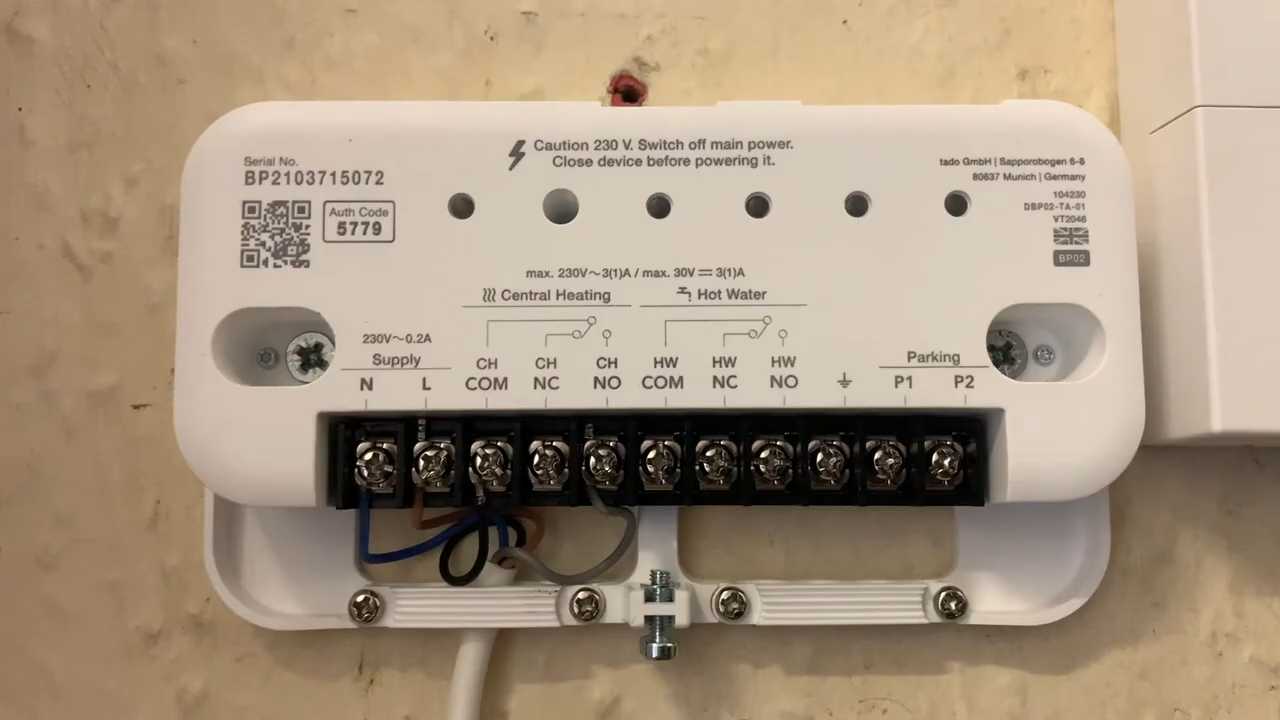 Caution 230 V. Switch off main power.
Close device before powering it.
Serial No.
BP2103715072
Auth Code
5779
tado GmbH | Sapporobogen 6-8
80637 Munich | Germany
104230
DBP02-TA-01
VT2046
BP02
max. 230V~3(1)A / max. 30V⎓3(1)A
Central Heating
Hot Water
230V~0.2A
Supply
Parking
N
L
CH COM
CH NC
CH NO
HW COM
HW NC
HW NO
P1
P2